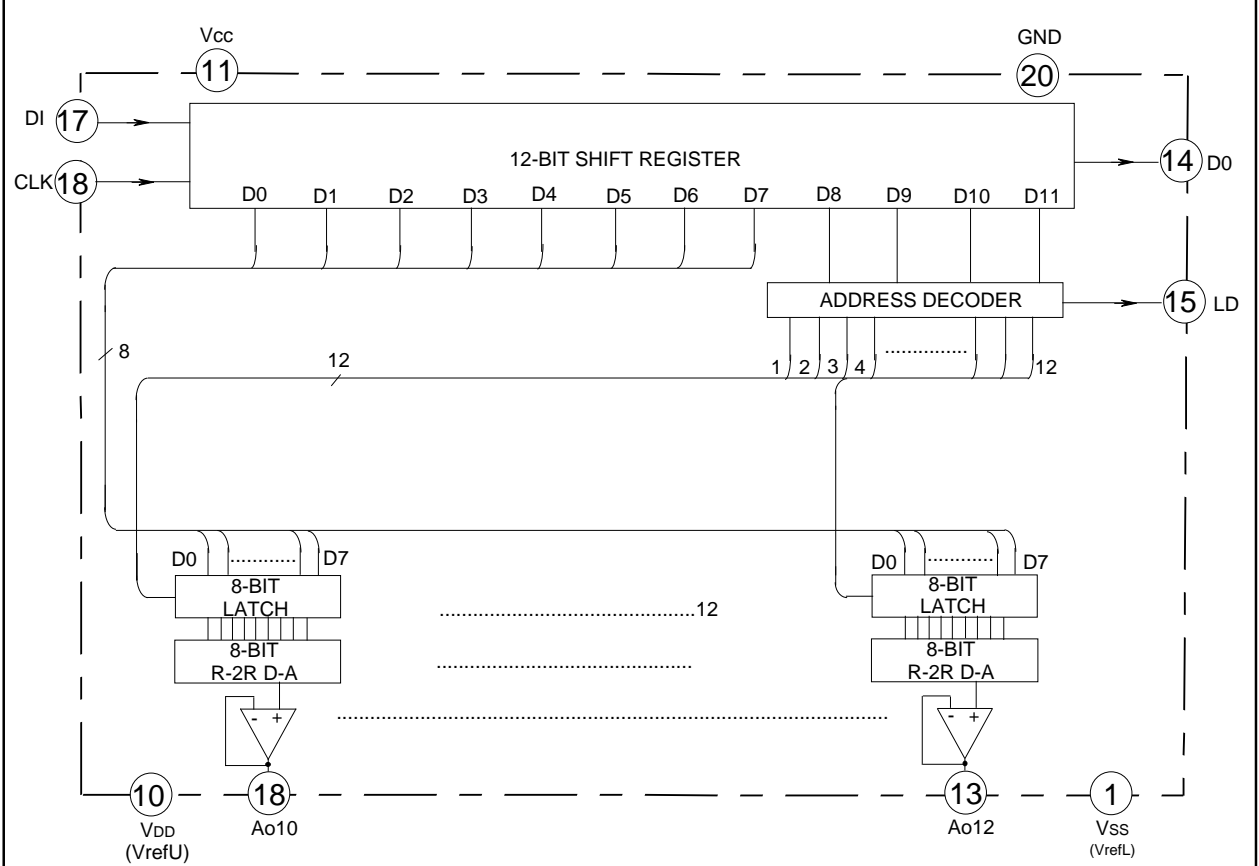 Vcc
GND
11
20
DI 17
12-BIT SHIFT REGISTER
14 D0
CLK 18
D0 D1 D2 D3 D4 D5 D6 D7 D8 D9 D10 D11
ADDRESS DECODER
15 LD
8
12
1 2 3 4 ............... 12
D0 ............ D7
D0 ............ D7
8-BIT
LATCH
.......................................12
8-BIT
LATCH
8-BIT
R-2R D-A
.......................................
8-BIT
R-2R D-A
- +
- +
10
18
13
1
VDD
(VrefU)
Ao10
Ao12
Vss
(VrefL)